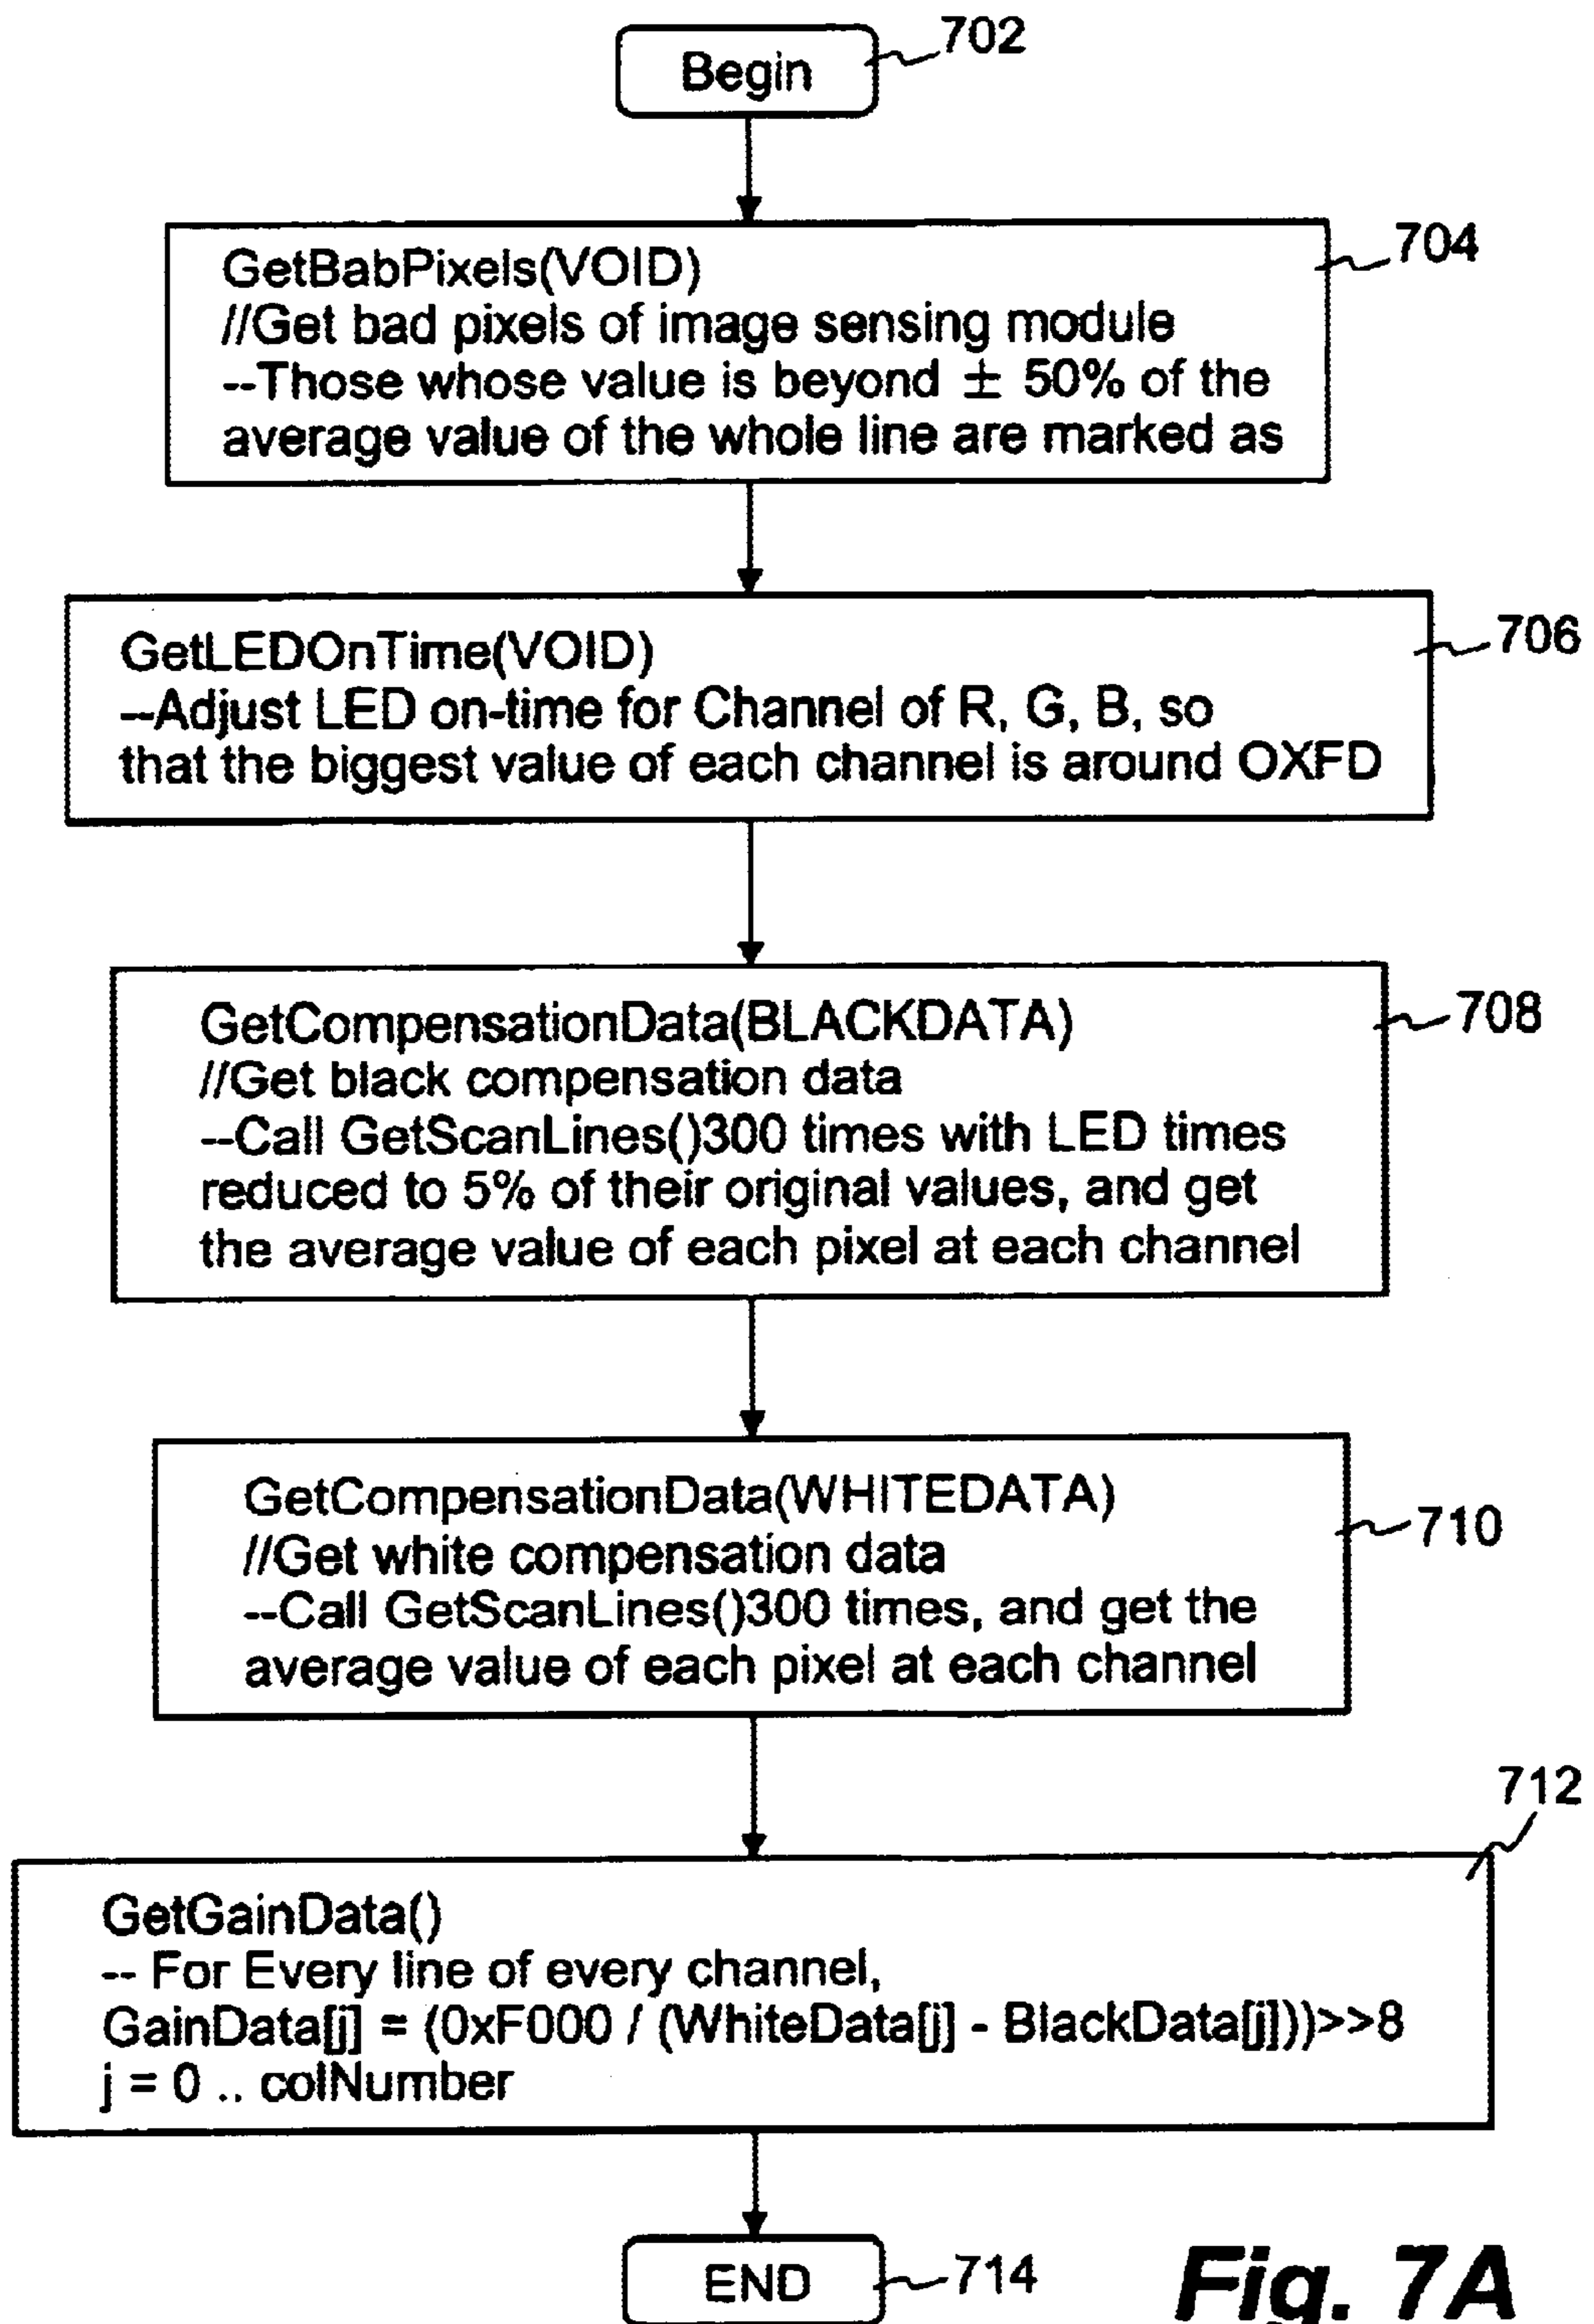 Begin
702
GetBabPixels(VOID)
//Get bad pixels of image sensing module
--Those whose value is beyond ± 50% of the
average value of the whole line are marked as
704
GetLEDOnTime(VOID)
--Adjust LED on-time for Channel of R, G, B, so
that the biggest value of each channel is around OXFD
706
GetCompensationData(BLACKDATA)
//Get black compensation data
--Call GetScanLines()300 times with LED times
reduced to 5% of their original values, and get
the average value of each pixel at each channel
708
GetCompensationData(WHITEDATA)
//Get white compensation data
--Call GetScanLines()300 times, and get the
average value of each pixel at each channel
710
712
GetGainData()
-- For Every line of every channel,
GainData[j] = (0xF000 / (WhiteData[j] - BlackData[j]))>>8
j = 0 .. colNumber
END
714
Fig. 7A